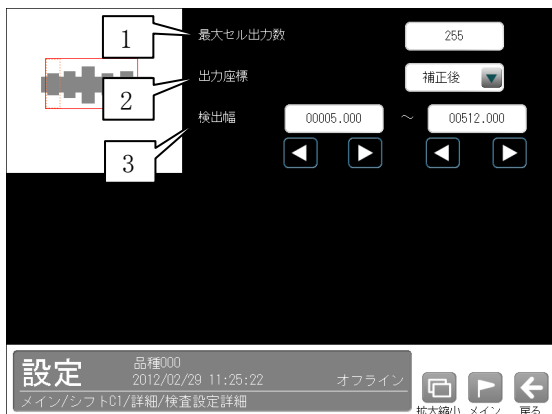 1
最大セル出力数
255
2
出力座標
補正後
3
検出幅
00005.000
～
00512.000
設定
品種000
2012/02/29 11:25:22
オフライン
メイン/シフトC1/詳細/検査設定詳細
拡大縮小
メイン
戻る